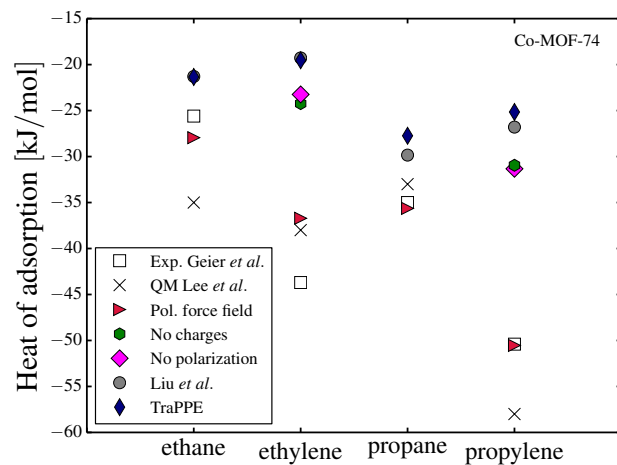 −15
−20
−25
−30
−35
−40
−45
−50
−55
−60
Heat of adsorption [kJ/mol]
Co-MOF-74
Exp. Geier et al.
QM Lee et al.
Pol. force field
No charges
No polarization
Liu et al.
TraPPE
ethane
ethylene
propane
propylene